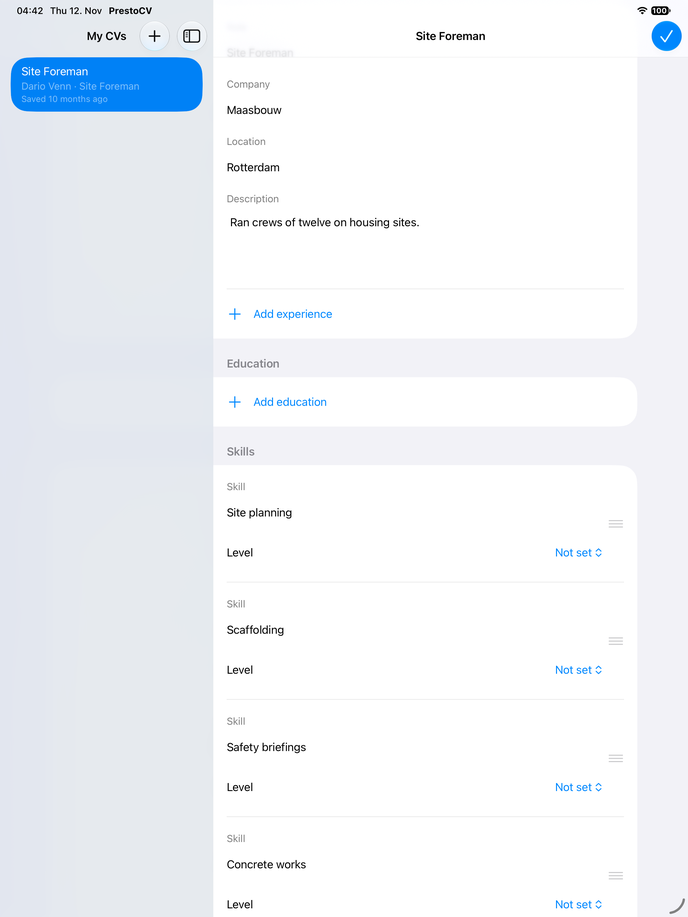 04:42 Thu 12. Nov PrestoCV
100
My CVs
Site Foreman
Site Foreman
Dario Venn · Site Foreman
Saved 10 months ago
Site Foreman
Company
Maasbouw
Location
Rotterdam
Description
Ran crews of twelve on housing sites.
Add experience
Education
Add education
Skills
Skill
Site planning
Level Not set
Skill
Scaffolding
Level Not set
Skill
Safety briefings
Level Not set
Skill
Concrete works
Level Not set